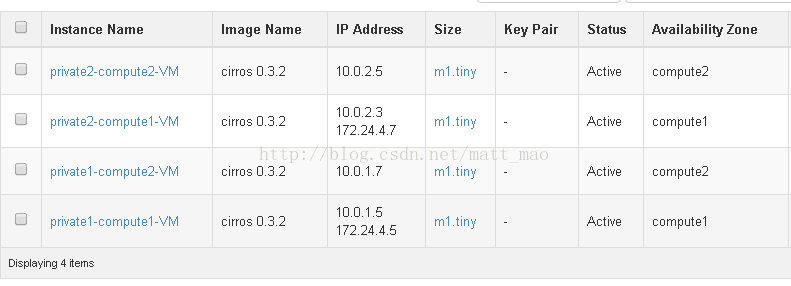 Instance Name Image Name IP Address Size Key Pair Status Availability Zone
private2-compute2-VM cirros 0.3.2 10.0.2.5 m1.tiny - Active compute2
private2-compute1-VM cirros 0.3.2 10.0.2.3 m1.tiny - Active compute1
172.24.4.7
http://blog.csdn.net/matt_mao
private1-compute2-VM cirros 0.3.2 10.0.1.7 m1.tiny - Active compute2
private1-compute1-VM cirros 0.3.2 10.0.1.5 m1.tiny - Active compute1
172.24.4.5
Displaying 4 items